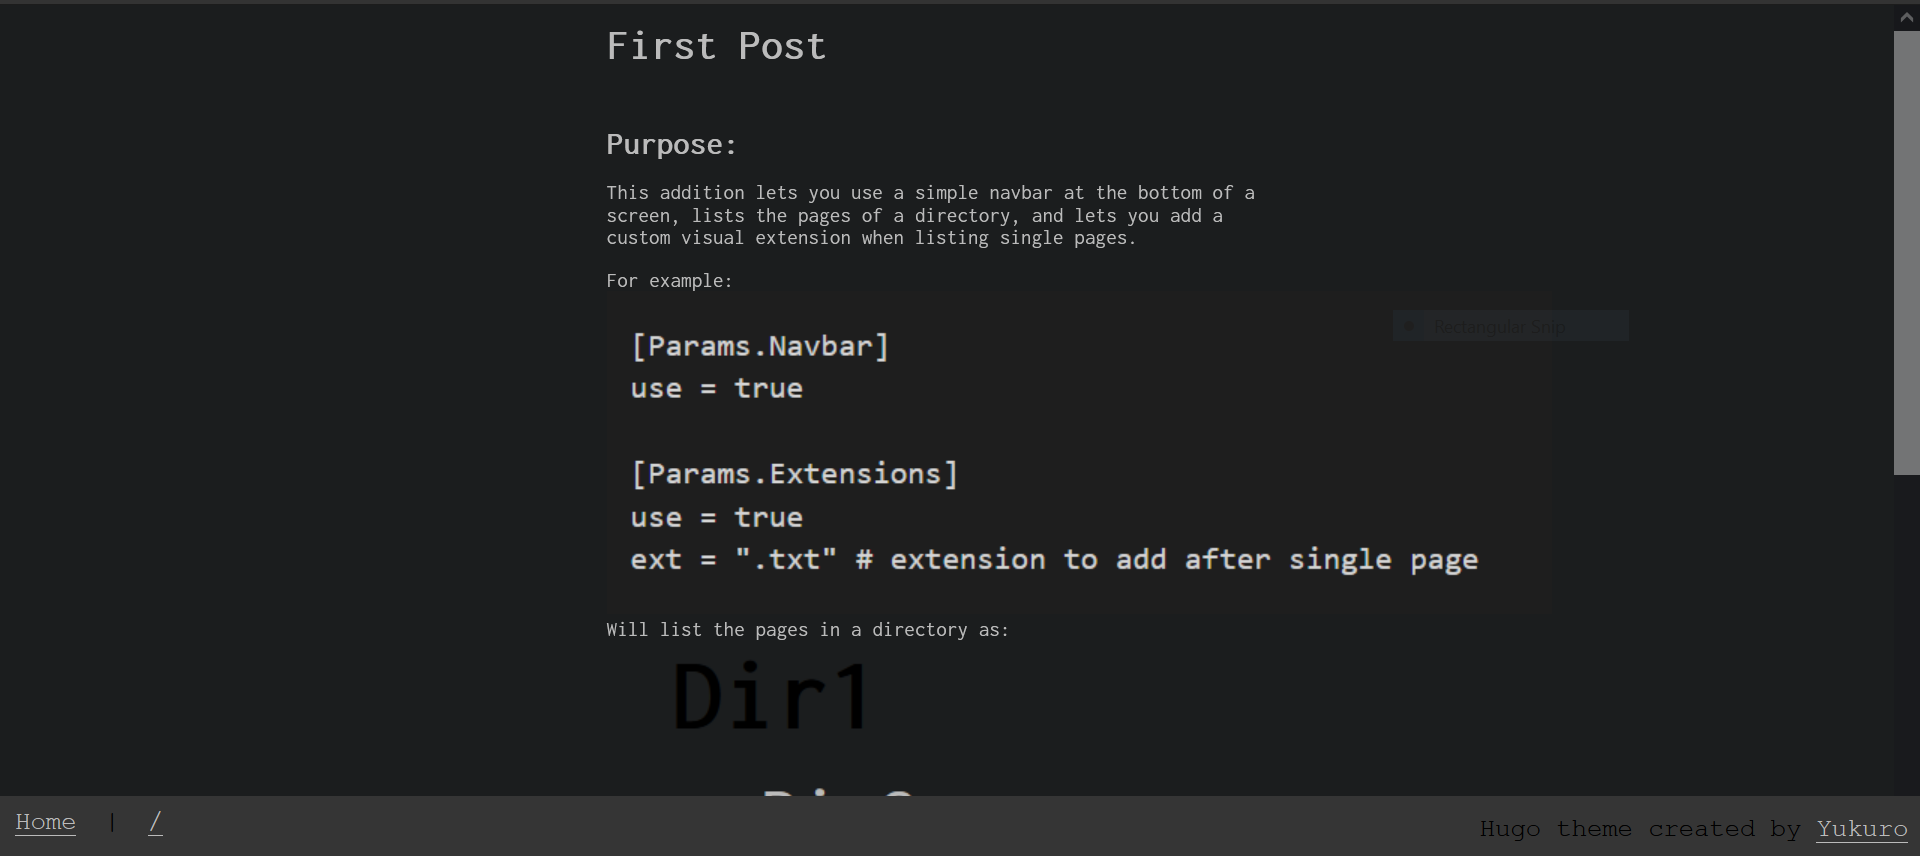 First Post
Purpose:
This addition lets you use a simple navbar at the bottom of a
screen, lists the pages of a directory, and lets you add a
custom visual extension when listing single pages.
For example:
Rectangular Snip
[Params.Navbar]
use = true
[Params.Extensions]
use = true
ext = ".txt" # extension to add after single page
Will list the pages in a directory as:
Dir1
Home | /
Hugo theme created by Yukuro